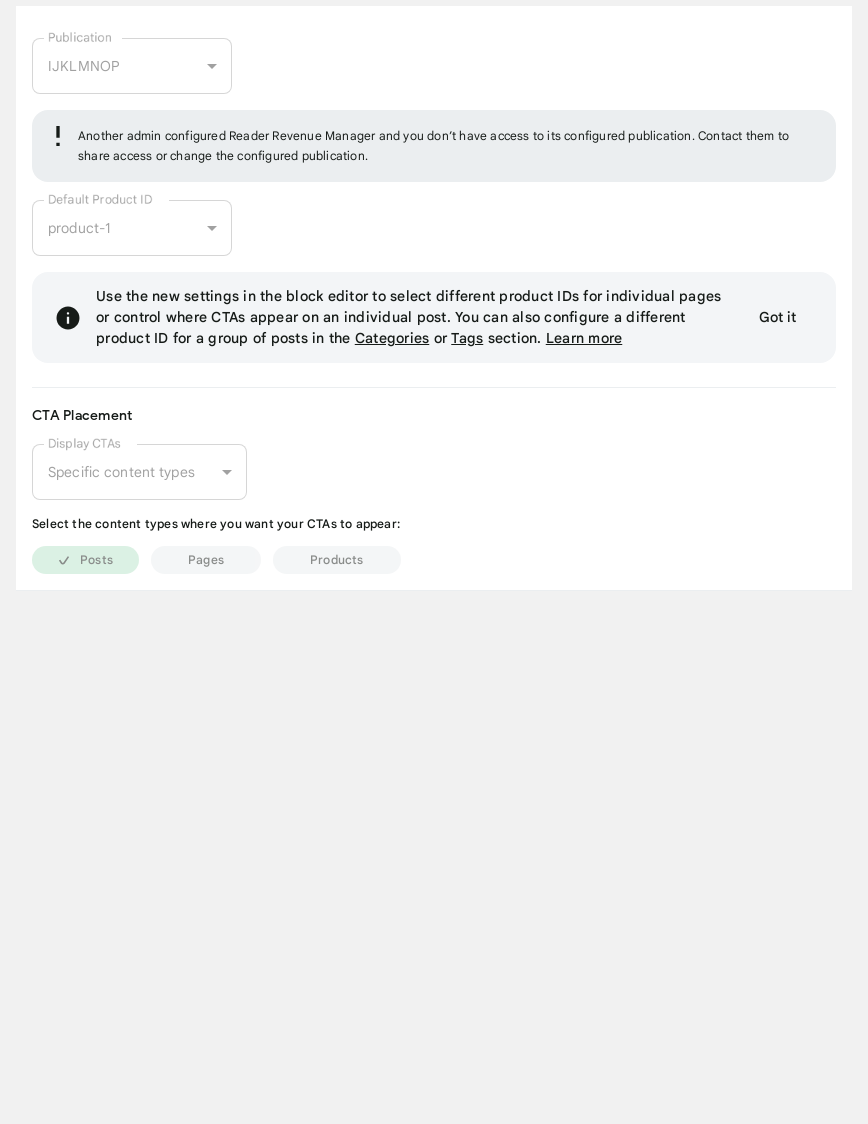 Publication
IJKLMNOP
Another admin configured Reader Revenue Manager and you don’t have access to its configured publication. Contact them to
share access or change the configured publication.
Default Product ID
product-1
Use the new settings in the block editor to select different product IDs for individual pages
or control where CTAs appear on an individual post. You can also configure a different
product ID for a group of posts in the Categories or Tags section. Learn more
Got it
CTA Placement
Display CTAs
Specific content types
Select the content types where you want your CTAs to appear:
Posts
Pages
Products